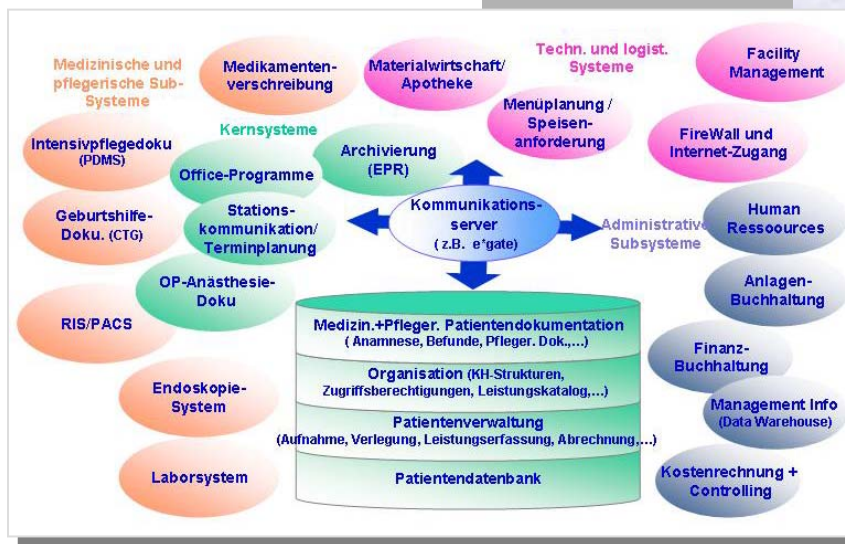 Medizinische und
pflegerische Sub-
Systeme
Medikamenten-
verschreibung
Materialwirtschaft/
Apotheke
Techn. und logist.
Systeme
Facility
Management
Menüplanung /
Speisen-
anforderung
FireWall und
Internet-Zugang
Kernsysteme
Intensivpflegedoku
(PDMS)
Office-Programme
Archivierung
(EPR)
Geburtshilfe-
Doku. (CTG)
Stations-
kommunikation/
Terminplanung
Kommunikations-
server
( z.B. e*gate)
Administrative
Subsysteme
Human
Ressoources
OP-Anästhesie-
Doku
Anlagen-
Buchhaltung
RIS/PACS
Medizin.+Pfleger. Patientendokumentation
( Anamnese, Befunde, Pfleger. Dok.,...)
Finanz-
Buchhaltung
Organisation (KH-Strukturen,
Zugriffsberechtigungen, Leistungskatalog,...)
Endoskopie-
System
Management Info
(Data Warehouse)
Patientenverwaltung
(Aufnahme, Verlegung, Leistungserfassung, Abrechnung,...)
Laborsystem
Patientendatenbank
Kostenrechnung +
Controlling